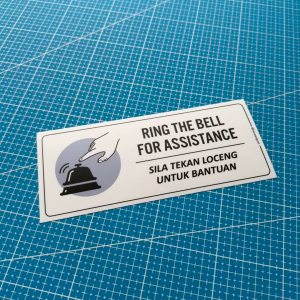 RING THE BELL
FOR ASSISTANCE
SILA TEKAN LOCENG
UNTUK BANTUAN